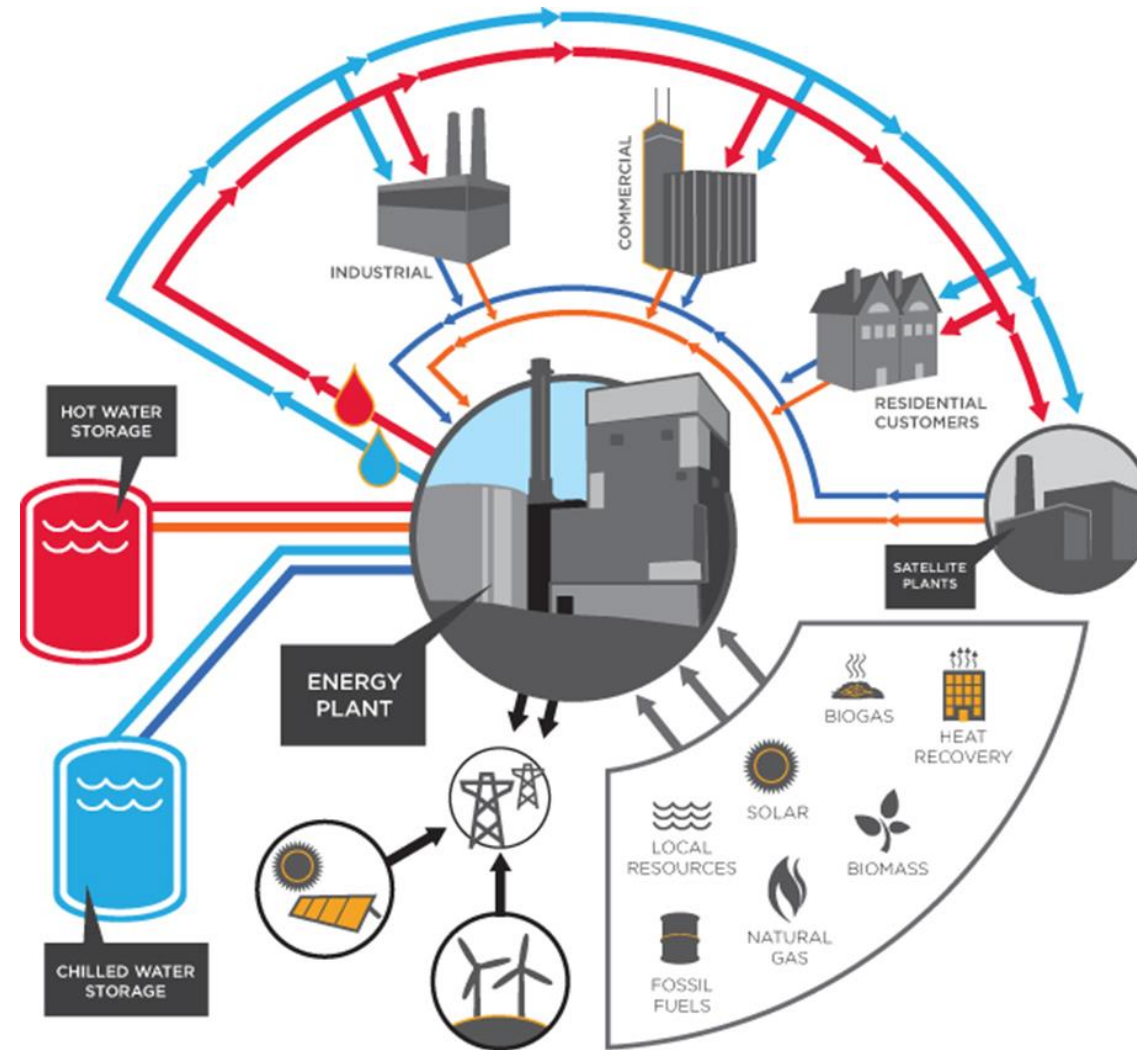 COMMERCIAL
INDUSTRIAL
HOT WATER
STORAGE
RESIDENTIAL
CUSTOMERS
SATELLITE
PLANTS
ENERGY
PLANT
BIOGAS
HEAT
RECOVERY
SOLAR
LOCAL
RESOURCES
BIOMASS
NATURAL
GAS
FOSSIL
FUELS
CHILLED WATER
STORAGE